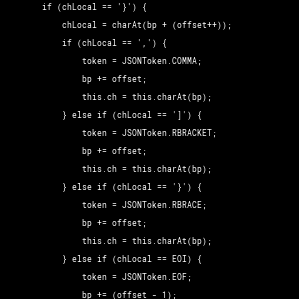 if (chLocal == '}') {
chLocal = charAt(bp + (offset++));
if (chLocal == ',') {
token = JSONToken.COMMA;
bp += offset;
this.ch = this.charAt(bp);
} else if (chLocal == ']') {
token = JSONToken.RBRACKET;
bp += offset;
this.ch = this.charAt(bp);
} else if (chLocal == '}') {
token = JSONToken.RBRACE;
bp += offset;
this.ch = this.charAt(bp);
} else if (chLocal == EOI) {
token = JSONToken.EOF;
bp += (offset - 1);